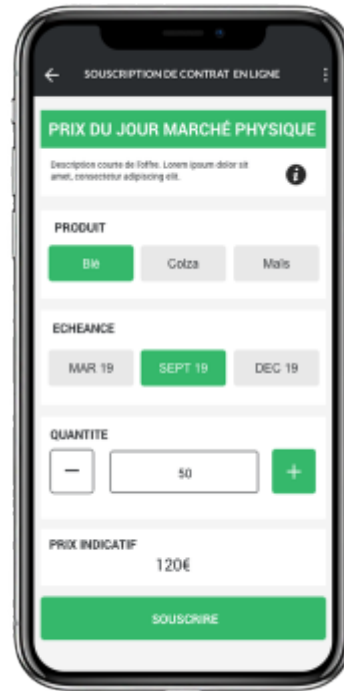 SOUSCRIPTION DE CONTRAT EN LIGNE
PRIX DU JOUR MARCHÉ PHYSIQUE
Description courte de l'offre. Lorem ipsum dolor sit
amet, consectetur adipiscing elit.
i
PRODUIT
Blé Colza Maïs
ECHEANCE
MAR 19 SEPT 19 DEC 19
QUANTITE
− 50 +
PRIX INDICATIF
120€
SOUSCRIRE